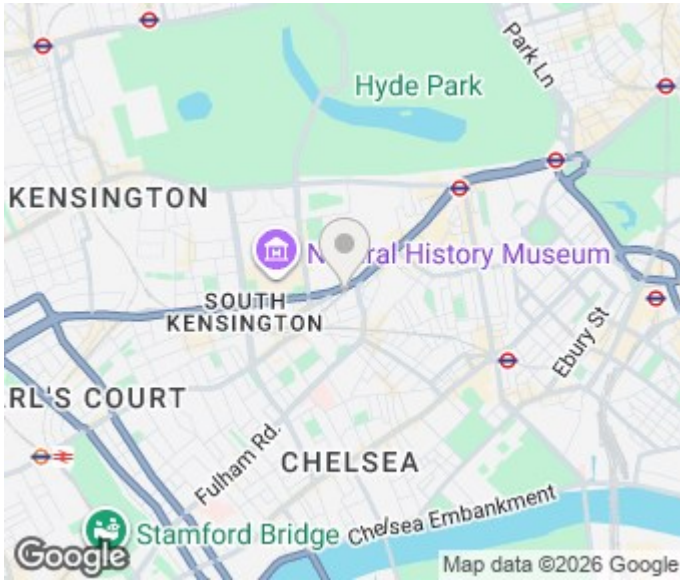 Park Ln
Hyde Park
KENSINGTON
Natural History Museum
SOUTH
KENSINGTON
Ebury St
RL'S COURT
Fulham Rd.
CHELSEA
Chelsea Embankment
Stamford Bridge
Google
Map data ©2026 Google